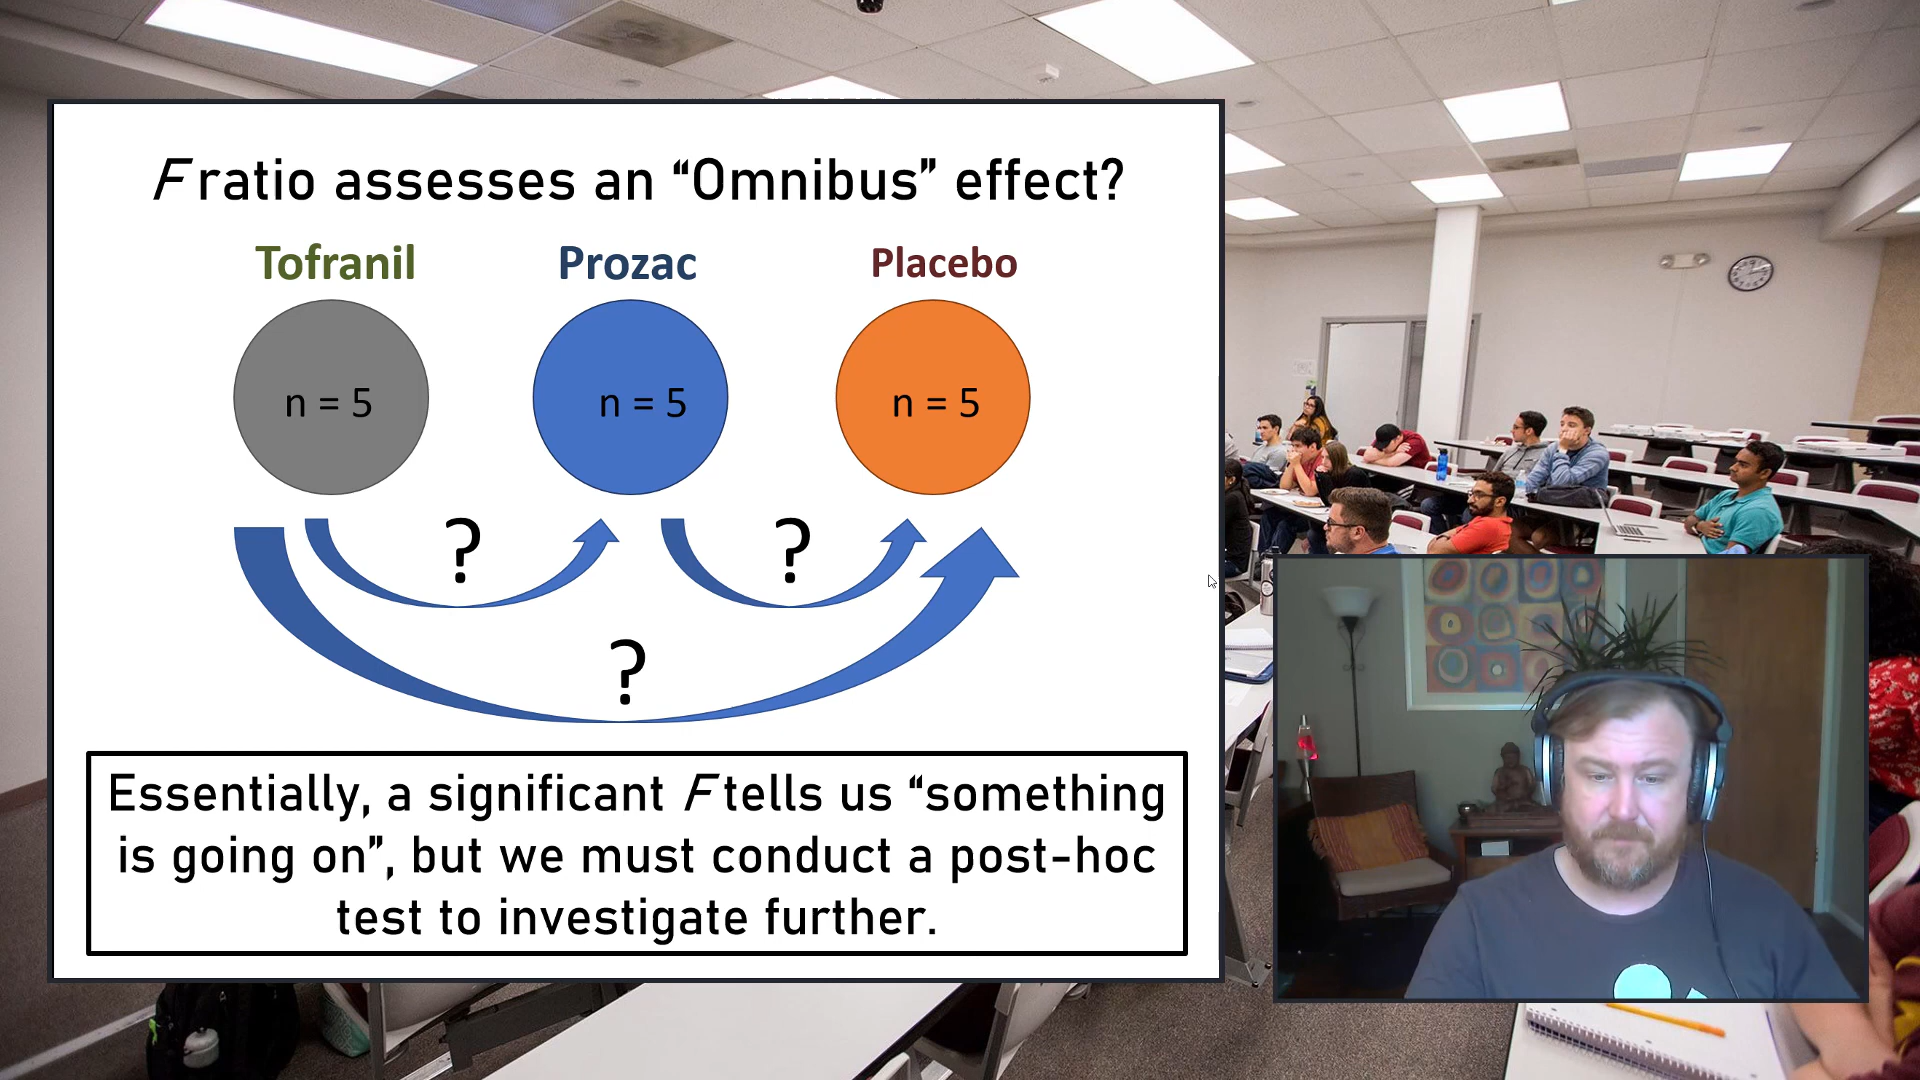 F ratio assesses an “Omnibus” effect?
Tofranil Prozac Placebo
n = 5 n = 5 n = 5
? ?
?
Essentially, a significant F tells us “something
is going on”, but we must conduct a post-hoc
test to investigate further.